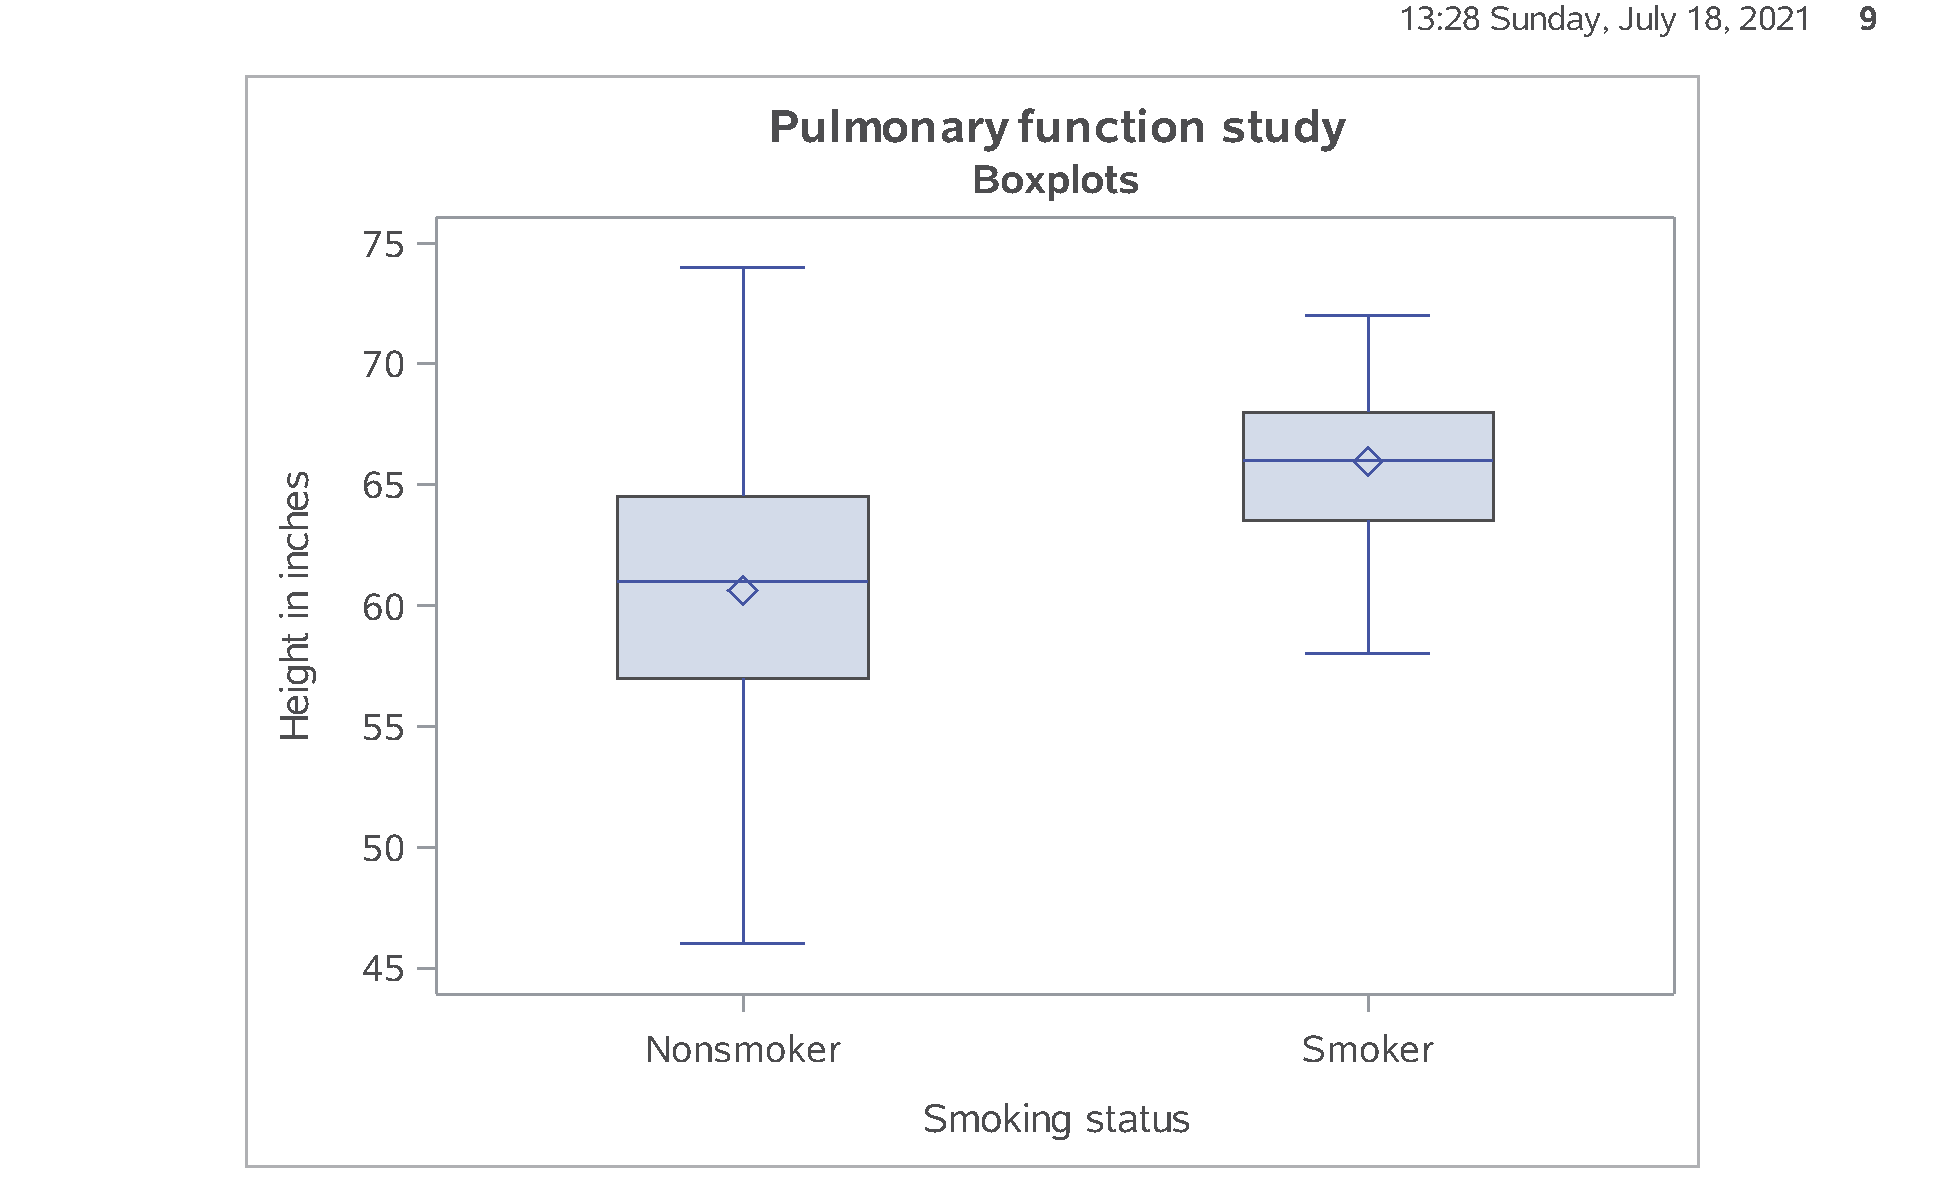 13:28 Sunday, July 18, 2021 9
Pulmonary function study
Boxplots
75
70
65
60
55
50
45
Height in inches
Nonsmoker Smoker
Smoking status